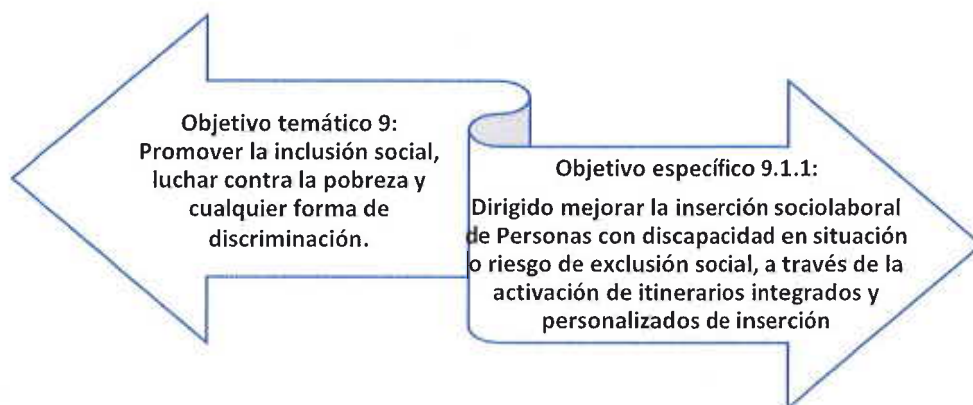 Objetivo temático 9:
Promover la inclusión social,
luchar contra la pobreza y
cualquier forma de
discriminación.
Objetivo específico 9.1.1:
Dirigido mejorar la inserción sociolaboral
de Personas con discapacidad en situación
o riesgo de exclusión social, a través de la
activación de itinerarios integrados y
personalizados de inserción